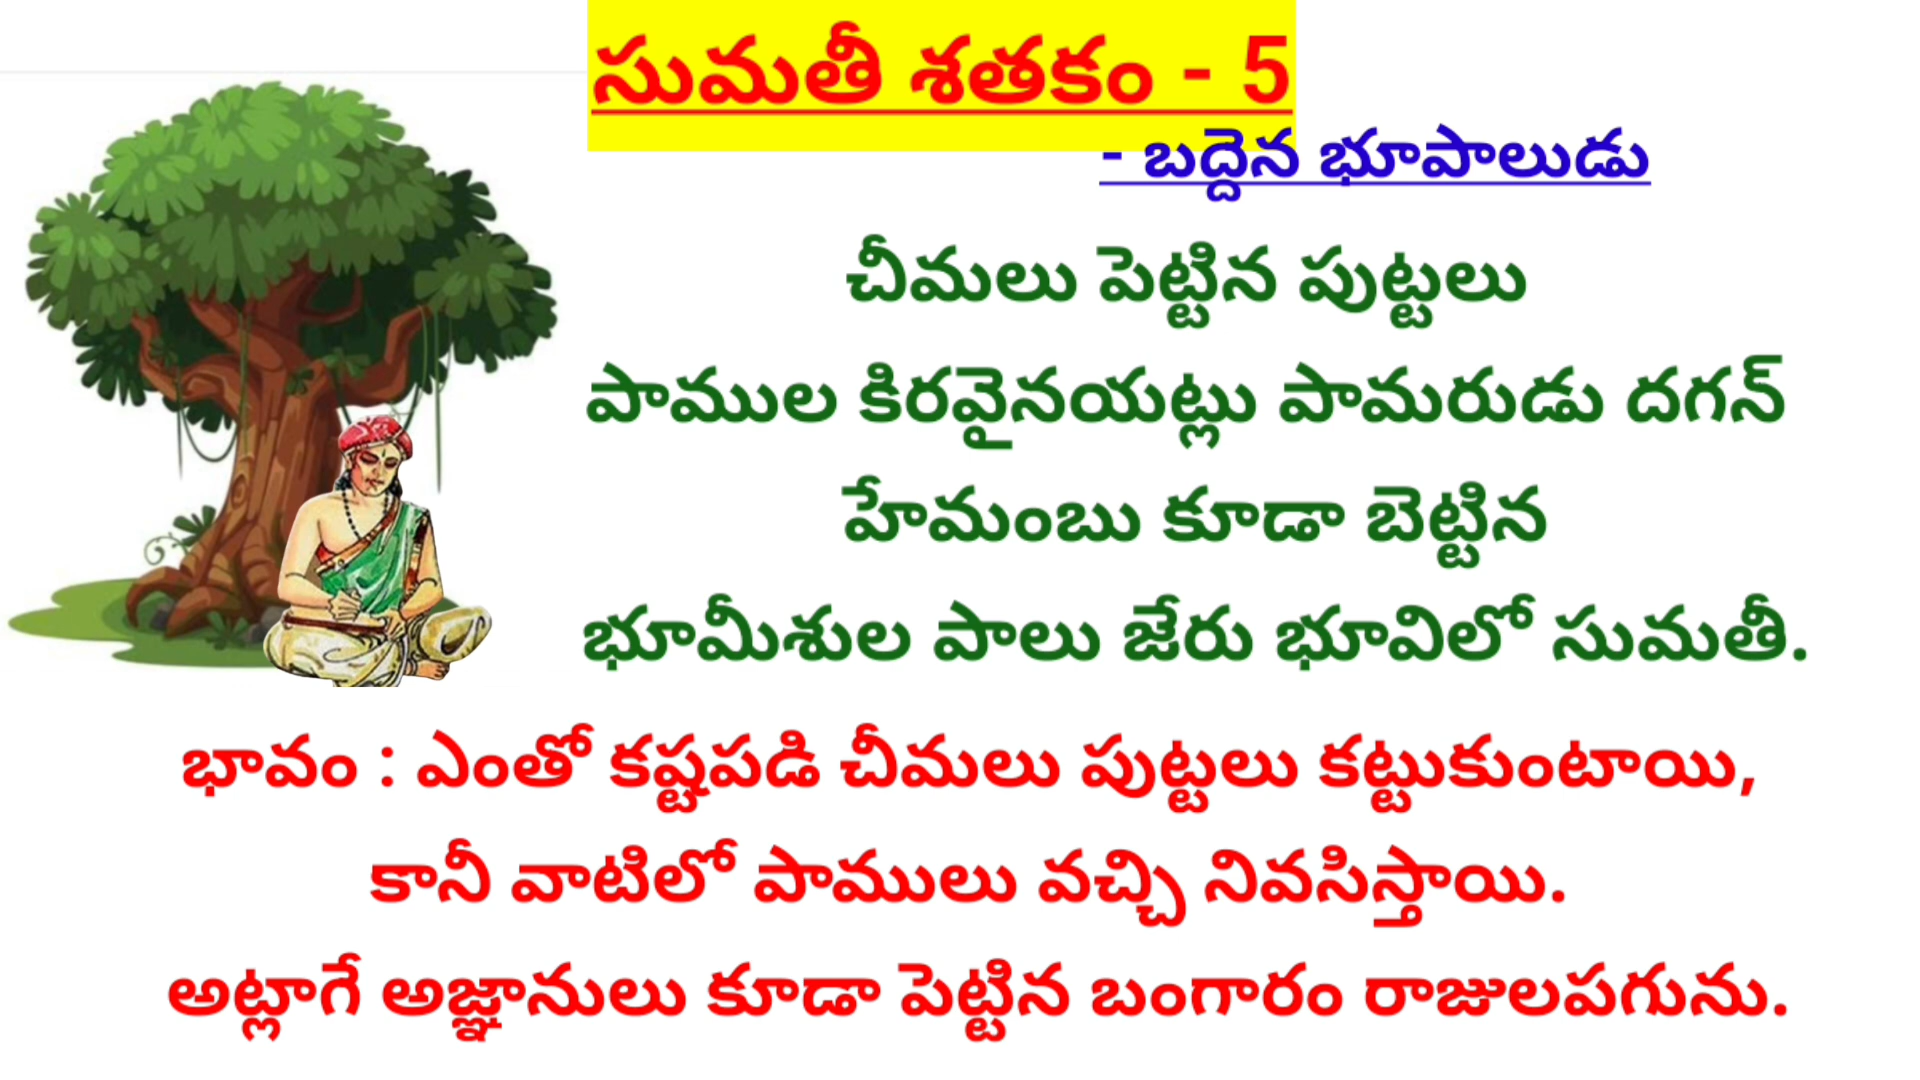 సుమతీ శతకం - 5
- బద్దెన భూపాలుడు
చీమలు పెట్టిన పుట్టలు
పాముల కిరవైనయట్లు పామరుడు దగన్
హేమంబు కూడా బెట్టిన
భూమీశుల పాలు జేరు భూవిలో సుమతీ.
భావం : ఎంతో కష్టపడి చీమలు పుట్టలు కట్టుకుంటాయి,
కానీ వాటిలో పాములు వచ్చి నివసిస్తాయి.
అట్లాగే అజ్ఞానులు కూడా పెట్టిన బంగారం రాజులపగును.